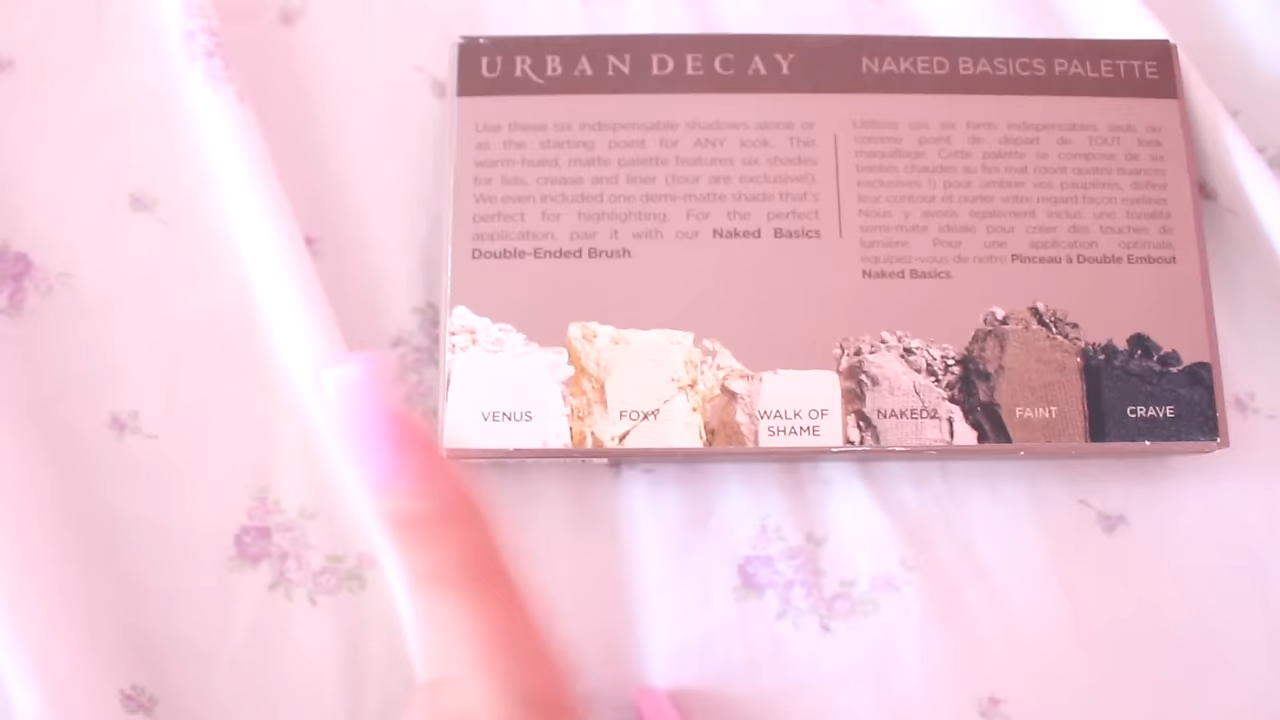 URBAN DECAY
NAKED BASICS PALETTE
Use these six indispensable shadows alone or
as the starting point for ANY look. This
warm-hued, matte palette features six shades
for lids, crease and liner (four are exclusive!).
We even included one demi-matte shade that's
perfect for highlighting. For the perfect
application, pair it with our Naked Basics
Double-Ended Brush.
Utilisez ces six fards indispensables seuls ou
comme point de départ de TOUT look
maquillage. Cette palette se compose de six
teintes chaudes au fini mat (dont quatre nuances
exclusives !) pour ombrer vos paupières, définir
leur contour et ourler votre regard façon eyeliner.
Nous y avons également inclus une tonalité
semi-mate idéale pour créer des touches de
lumière. Pour une application optimale,
équipez-vous de notre Pinceau à Double Embout
Naked Basics.
VENUS
FOXY
WALK OF
SHAME
NAKED2
FAINT
CRAVE